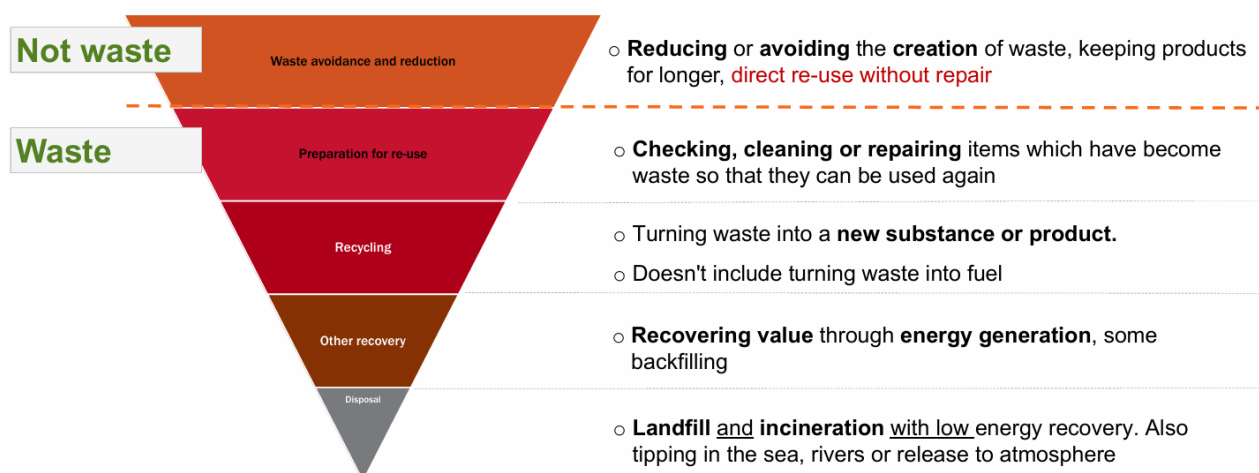 Not waste
Waste avoidance and reduction
○ Reducing or avoiding the creation of waste, keeping products
for longer, direct re-use without repair
Waste
Preparation for re-use
○ Checking, cleaning or repairing items which have become
waste so that they can be used again
Recycling
○ Turning waste into a new substance or product.
○ Doesn't include turning waste into fuel
Other recovery
○ Recovering value through energy generation, some
backfilling
Disposal
○ Landfill and incineration with low energy recovery. Also
tipping in the sea, rivers or release to atmosphere